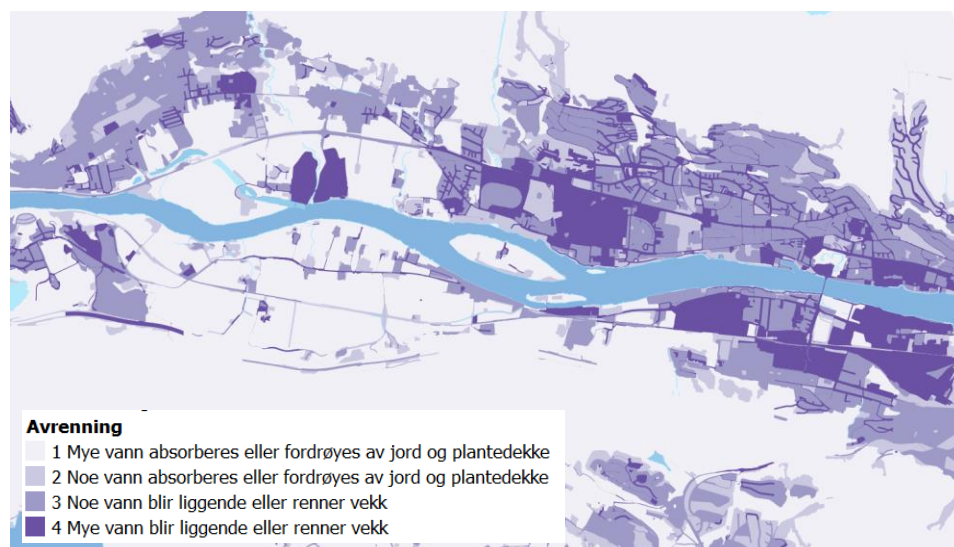 Avrenning
1 Mye vann absorberes eller fordrøyes av jord og plantedekke
2 Noe vann absorberes eller fordrøyes av jord og plantedekke
3 Noe vann blir liggende eller renner vekk
4 Mye vann blir liggende eller renner vekk